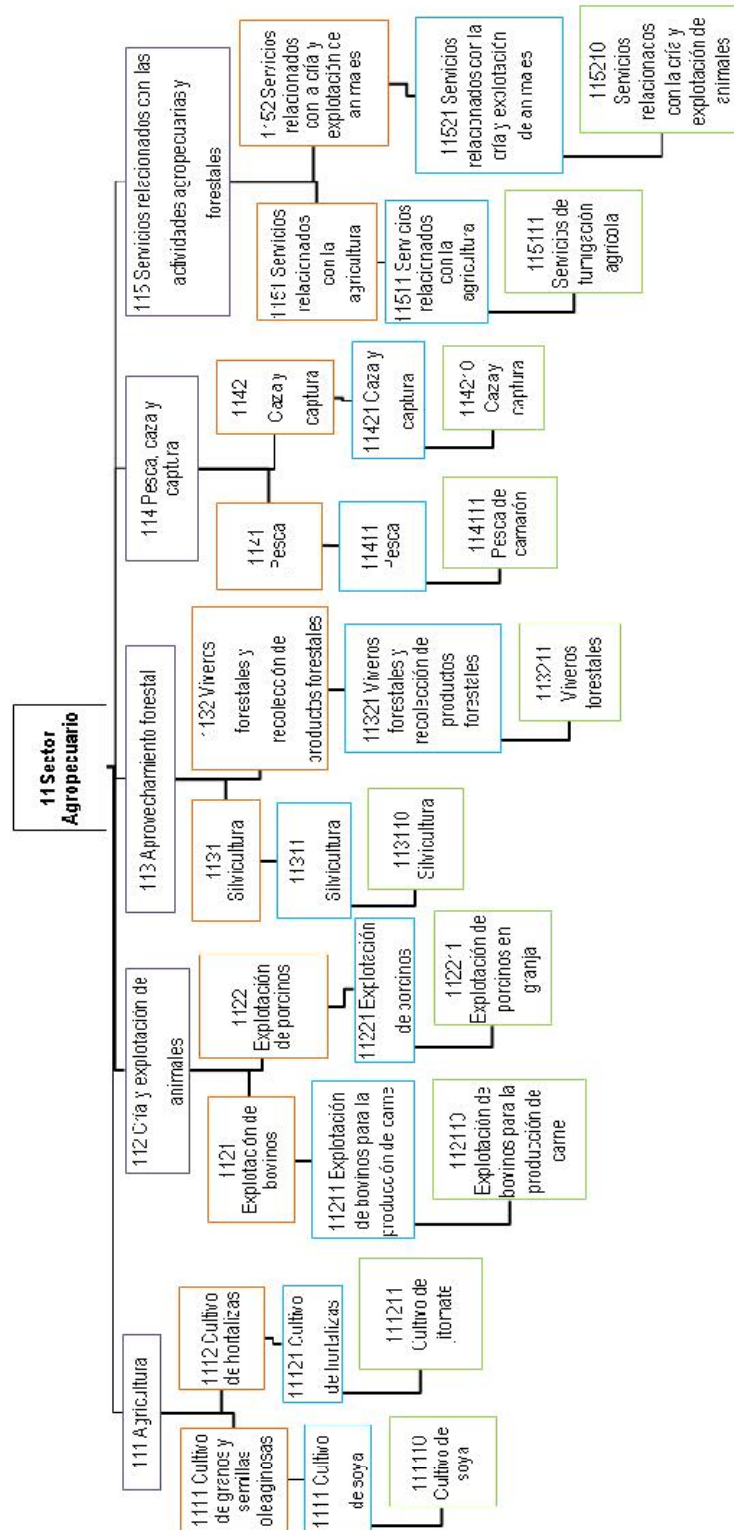 11 Sector
Agropecuario
111 Agricultura
1111 Cultivo
de granos y
semillas
oleaginosas
1111 Cultivo
de soya
111110
Cultivo de
soya
1112 Cultivo
de hortalizas
11121 Cultivo
de hortalizas
111211
Cultivo de
jitomate
112 Cría y explotación de
animales
1121
Explotación de
bovinos
11211 Explotación
de bovinos para la
producción de carne
112110
Explotación de
bovinos para la
producción de
carne
1122
Explotación
de porcinos
11221 Explotación
de porcinos
112211
Explotación de
porcinos en
granja
113 Aprovechamiento forestal
1131
Silvicultura
11311
Silvicultura
113110
Silvicultura
1132 Viveros
forestales y
recolección de
productos forestales
11321 Viveros
forestales y
recolección de
productos
forestales
113211
Viveros
forestales
114 Pesca, caza y
captura
1141
Pesca
11411
Pesca
114111
Pesca de
camarón
1142
Caza y
captura
11421 Caza y
captura
114210
Caza y
captura
115 Servicios relacionados con las
actividades agropecuarias y
forestales
1151 Servicios
relacionados
con la
agricultura
11511 Servicios
relacionados
con la
agricultura
115111
Servicios de
fumigación
agrícola
1152 Servicios
relacionados
con la cría y
explotación de
animales
11521 Servicios
relacionados con la
cría y explotación
de animales
115210
Servicios
relacionados
con la cría y
explotación de
animales